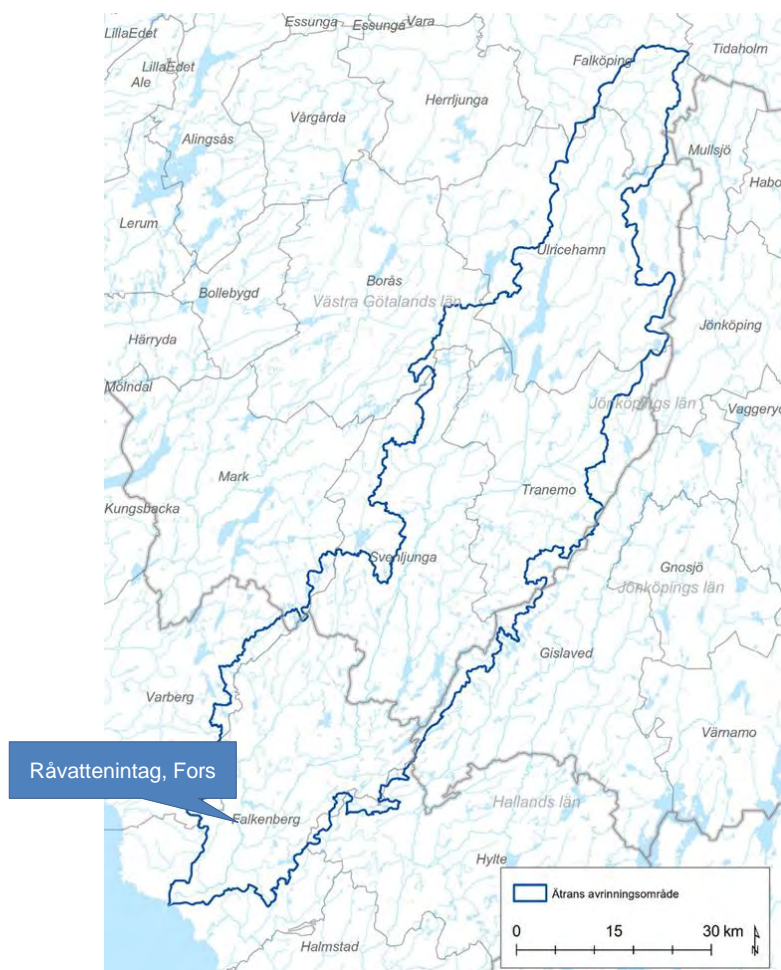 Essunga
Essunga
Vara
LillaEdet
Falköping
Tidaholm
LillaEdet
Ale
Herrljunga
Vårgårda
Alingsås
Mullsjö
Habo
Lerum
Ulricehamn
Borås
Västra Götalands län
Bollebygd
Härryda
Jönköping
Mölndal
Jönköpings län
Vaggeryd
Mark
Tranemo
Kungsbacka
Svenljunga
Gnosjö
Jönköpings län
Gislaved
Varberg
Värnamo
Råvattenintag, Fors
Hallands län
Falkenberg
Hylte
Ätrans avrinningsområde
0 15 30 km
N
Halmstad